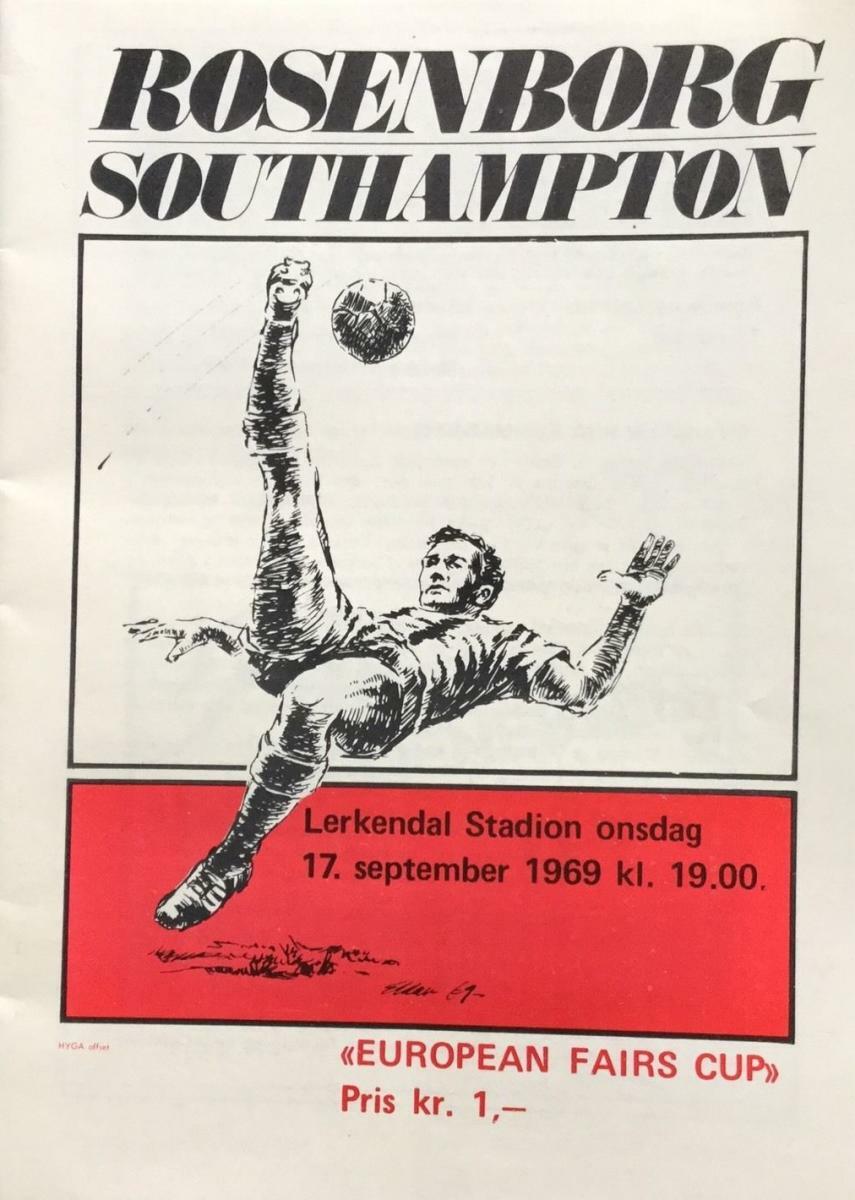 ROSENBORG
SOUTHAMPTON
Lerkendal Stadion onsdag
17. september 1969 kl. 19.00.
69-
HYGA offset
«EUROPEAN FAIRS CUP»
Pris kr. 1,—